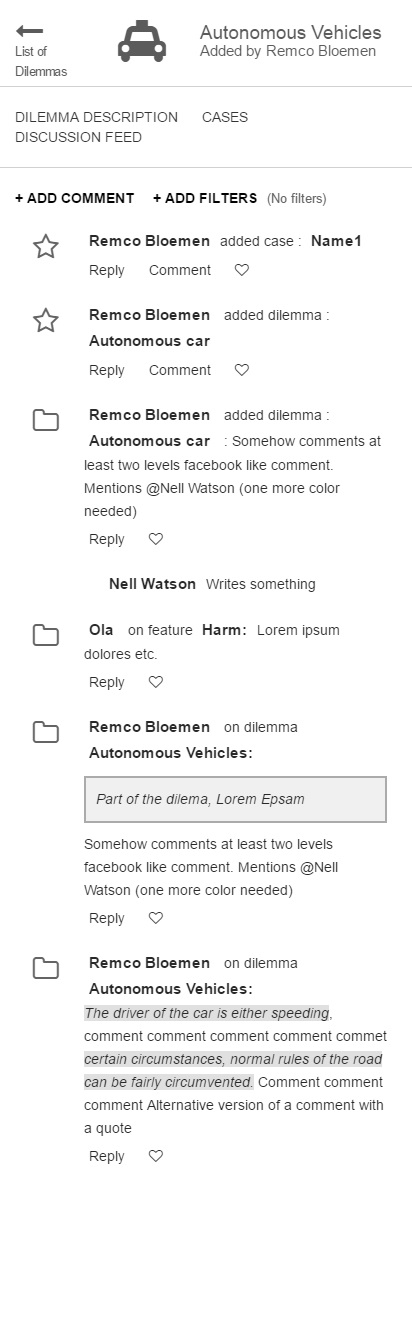 List of
Dilemmas
Autonomous Vehicles
Added by Remco Bloemen
DILEMMA DESCRIPTION CASES
DISCUSSION FEED
+ ADD COMMENT + ADD FILTERS (No filters)
Remco Bloemen added case : Name1
Reply Comment
Remco Bloemen added dilemma :
Autonomous car
Reply Comment
Remco Bloemen added dilemma :
Autonomous car : Somehow comments at
least two levels facebook like comment.
Mentions @Nell Watson (one more color
needed)
Reply
Nell Watson Writes something
Ola on feature Harm: Lorem ipsum
dolores etc.
Reply
Remco Bloemen on dilemma
Autonomous Vehicles:
Part of the dilema, Lorem Epsam
Somehow comments at least two levels
facebook like comment. Mentions @Nell
Watson (one more color needed)
Reply
Remco Bloemen on dilemma
Autonomous Vehicles:
The driver of the car is either speeding,
comment comment comment comment commet
certain circumstances, normal rules of the road
can be fairly circumvented. Comment comment
comment Alternative version of a comment with
a quote
Reply